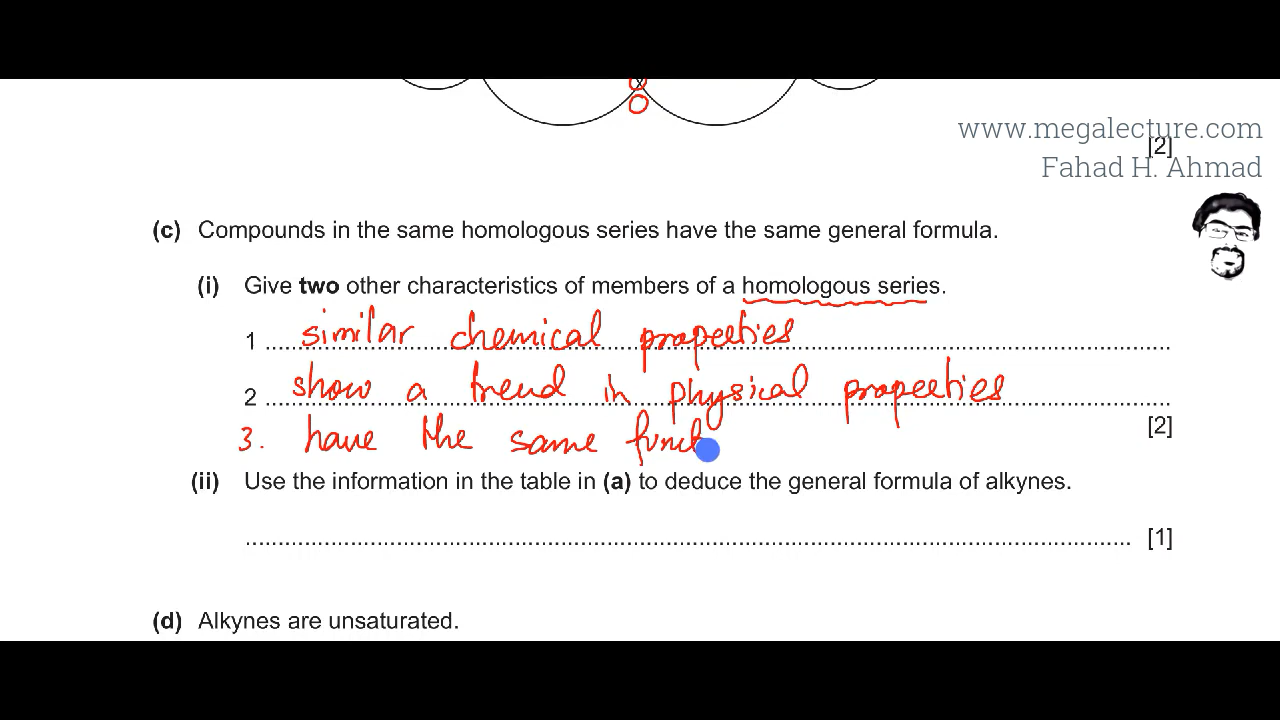 www.megalecture.com
[2]
Fahad H. Ahmad
(c) Compounds in the same homologous series have the same general formula.
(i) Give two other characteristics of members of a homologous series.
1 similar chemical properties
2 show a trend in physical properties
[2]
3. have the same funct
(ii) Use the information in the table in (a) to deduce the general formula of alkynes.
[1]
(d) Alkynes are unsaturated.